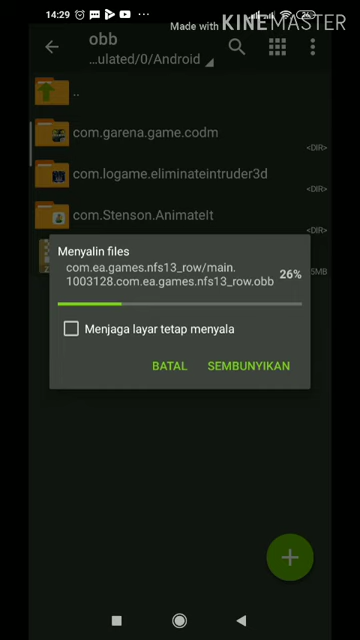 14:29
26
Made with KINEMASTER
obb
...ulated/0/Android
..
com.garena.game.codm
<DIR>
com.logame.eliminateintruder3d
<DIR>
com.Stenson.AnimateIt
<DIR>
5MB
Menyalin files
com.ea.games.nfs13_row/main.
1003128.com.ea.games.nfs13_row.obb
26%
Menjaga layar tetap menyala
BATAL SEMBUNYIKAN